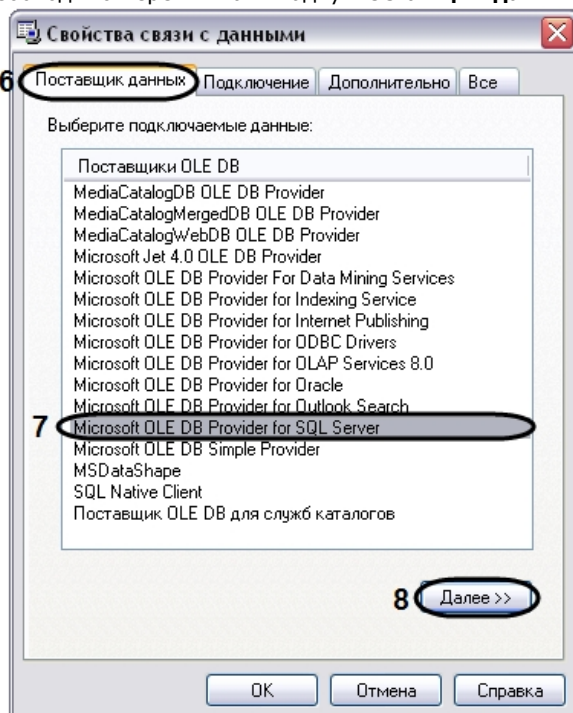 Свойства связи с данными
6
Поставщик данных Подключение Дополнительно Все
Выберите подключаемые данные:
Поставщики OLE DB
MediaCatalogDB OLE DB Provider
MediaCatalogMergedDB OLE DB Provider
MediaCatalogWebDB OLE DB Provider
Microsoft Jet 4.0 OLE DB Provider
Microsoft OLE DB Provider For Data Mining Services
Microsoft OLE DB Provider for Indexing Service
Microsoft OLE DB Provider for Internet Publishing
Microsoft OLE DB Provider for ODBC Drivers
Microsoft OLE DB Provider for OLAP Services 8.0
Microsoft OLE DB Provider for Oracle
Microsoft OLE DB Provider for Outlook Search
7 Microsoft OLE DB Provider for SQL Server
Microsoft OLE DB Simple Provider
MSDataShape
SQL Native Client
Поставщик OLE DB для служб каталогов
8 Далее >>
OK Отмена Справка